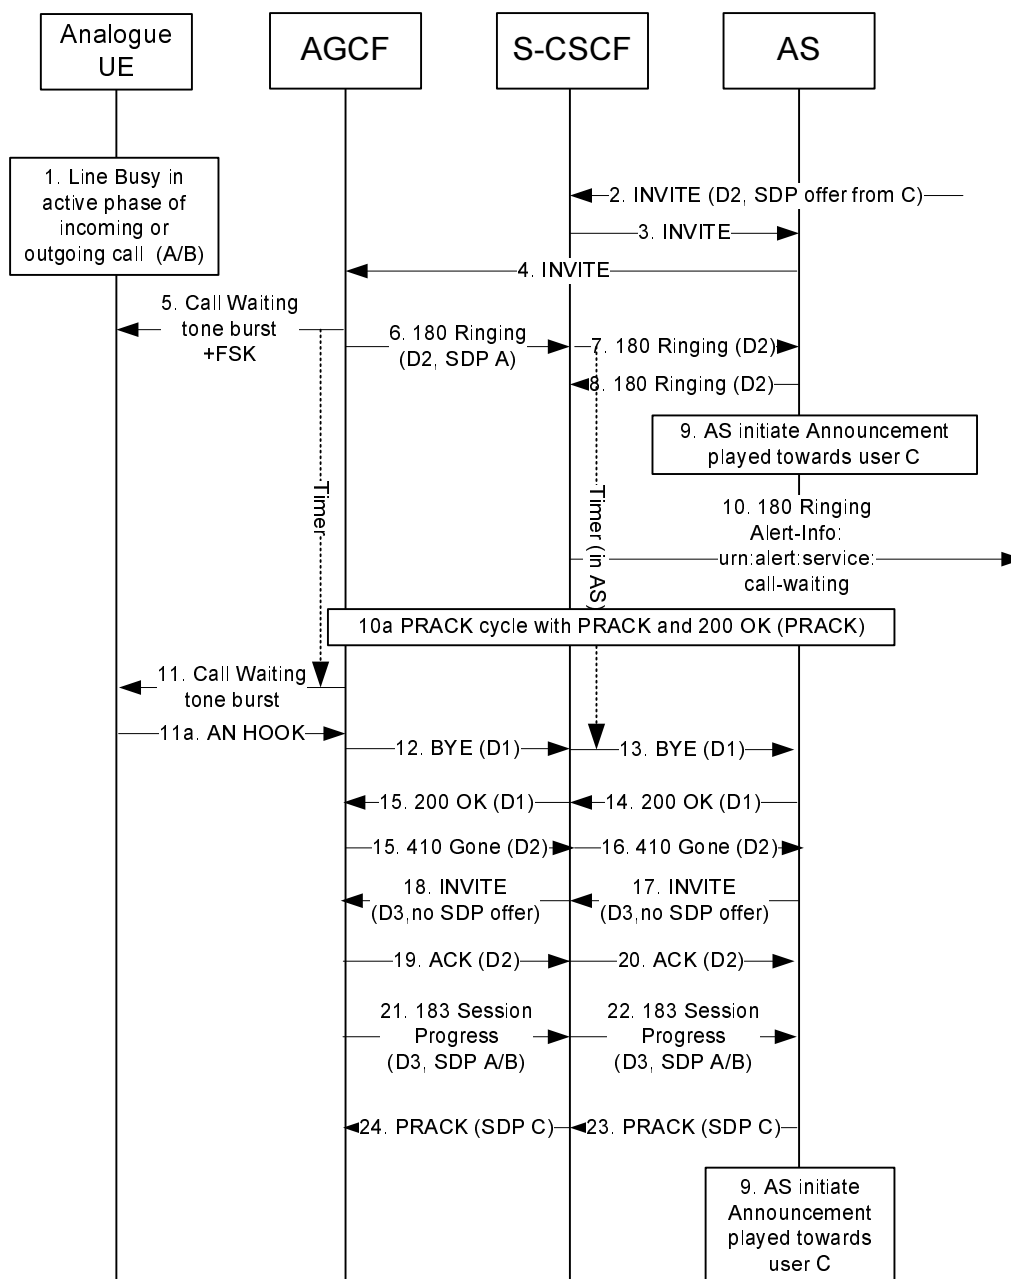 Analogue
UE
AGCF
S-CSCF
AS
1. Line Busy in
active phase of
incoming or
outgoing call (A/B)
2. INVITE (D2, SDP offer from C)
3. INVITE
4. INVITE
5. Call Waiting
tone burst
+FSK
6. 180 Ringing
(D2, SDP A)
7. 180 Ringing (D2)
8. 180 Ringing (D2)
9. AS initiate Announcement
played towards user C
Timer
Timer (in AS)
10. 180 Ringing
Alert-Info:
urn:alert:service:
call-waiting
10a PRACK cycle with PRACK and 200 OK (PRACK)
11. Call Waiting
tone burst
11a. AN HOOK
12. BYE (D1)
13. BYE (D1)
15. 200 OK (D1)
14. 200 OK (D1)
15. 410 Gone (D2)
16. 410 Gone (D2)
18. INVITE
(D3,no SDP offer)
17. INVITE
(D3,no SDP offer)
19. ACK (D2)
20. ACK (D2)
21. 183 Session
Progress
(D3, SDP A/B)
22. 183 Session
Progress
(D3, SDP A/B)
24. PRACK (SDP C)
23. PRACK (SDP C)
9. AS initiate
Announcement
played towards
user C